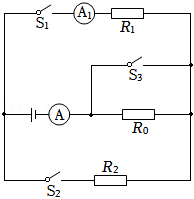 S₁ A₁ R₁
S₃
A R₀
S₂ R₂